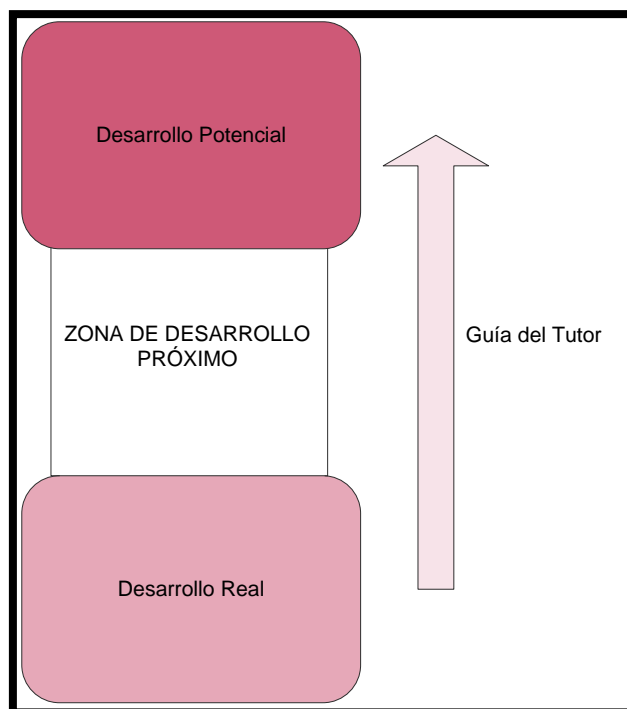 Desarrollo Potencial
ZONA DE DESARROLLO
PRÓXIMO
Guía del Tutor
Desarrollo Real